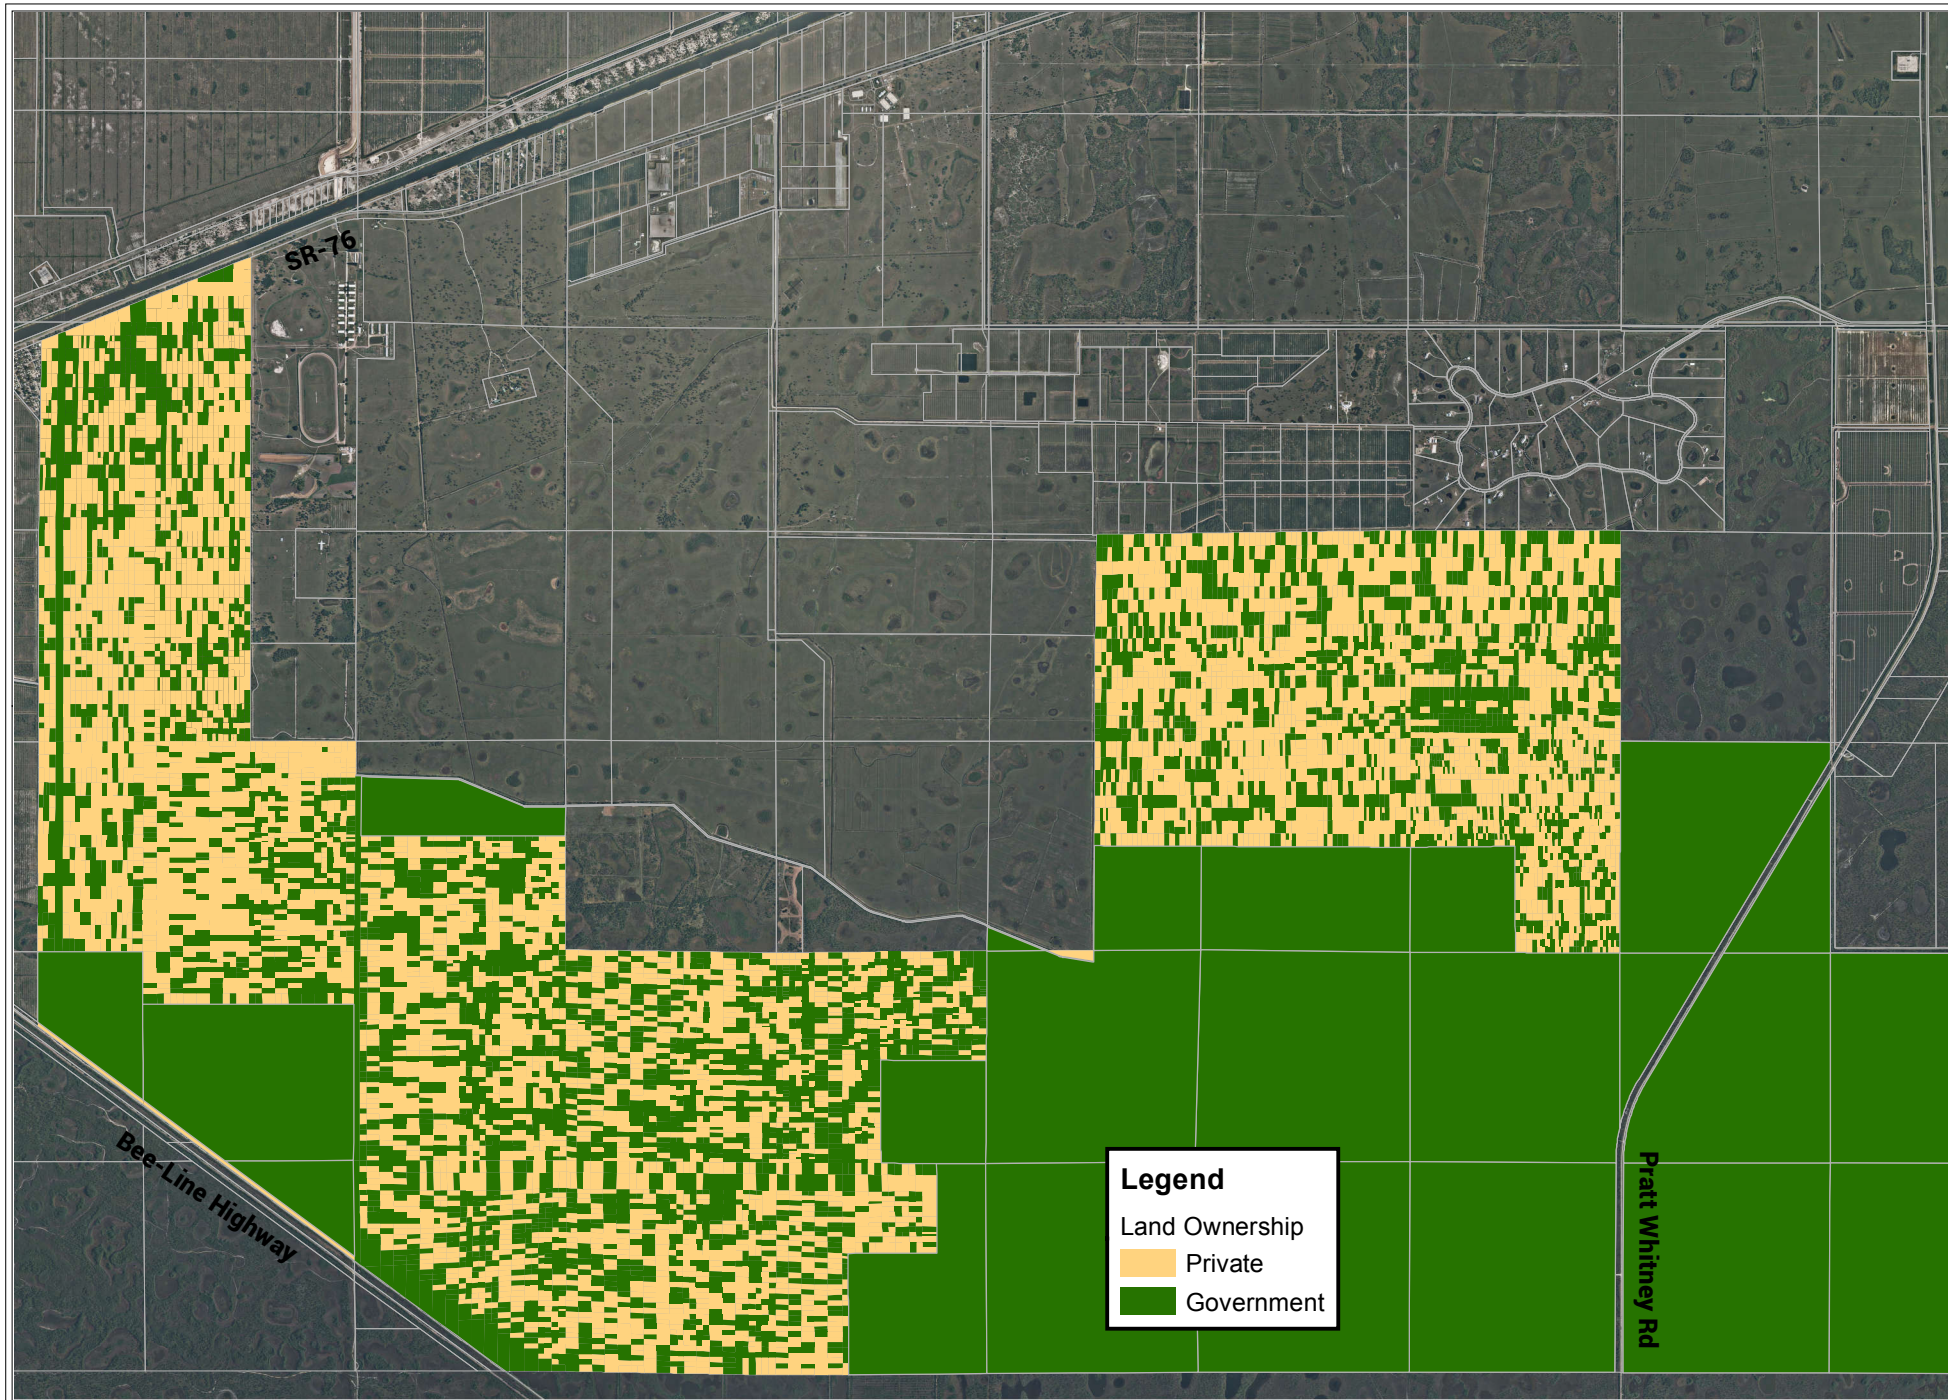 SR-76
Bee-Line Highway
Pratt Whitney Rd
Legend
Land Ownership
Private
Government